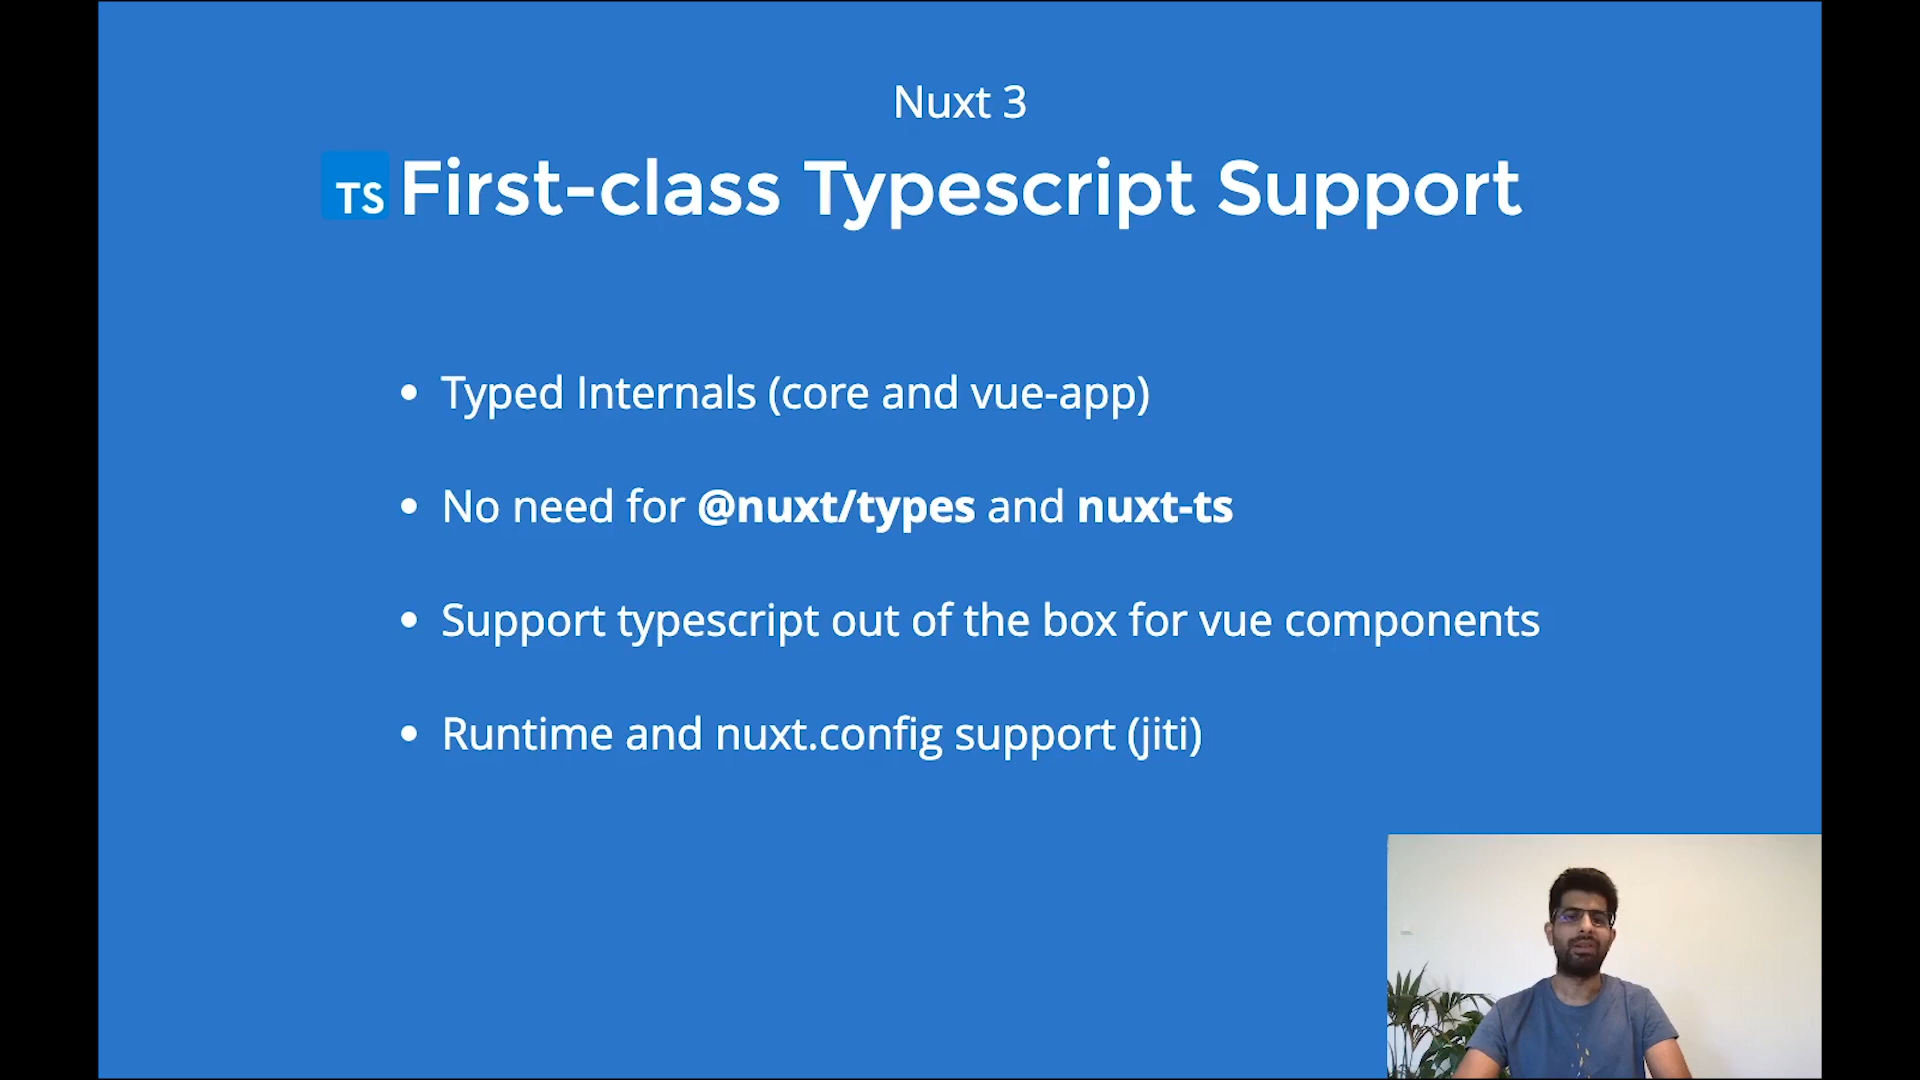 Nuxt 3
TS First-class Typescript Support
• Typed Internals (core and vue-app)
• No need for @nuxt/types and nuxt-ts
• Support typescript out of the box for vue components
• Runtime and nuxt.config support (jiti)